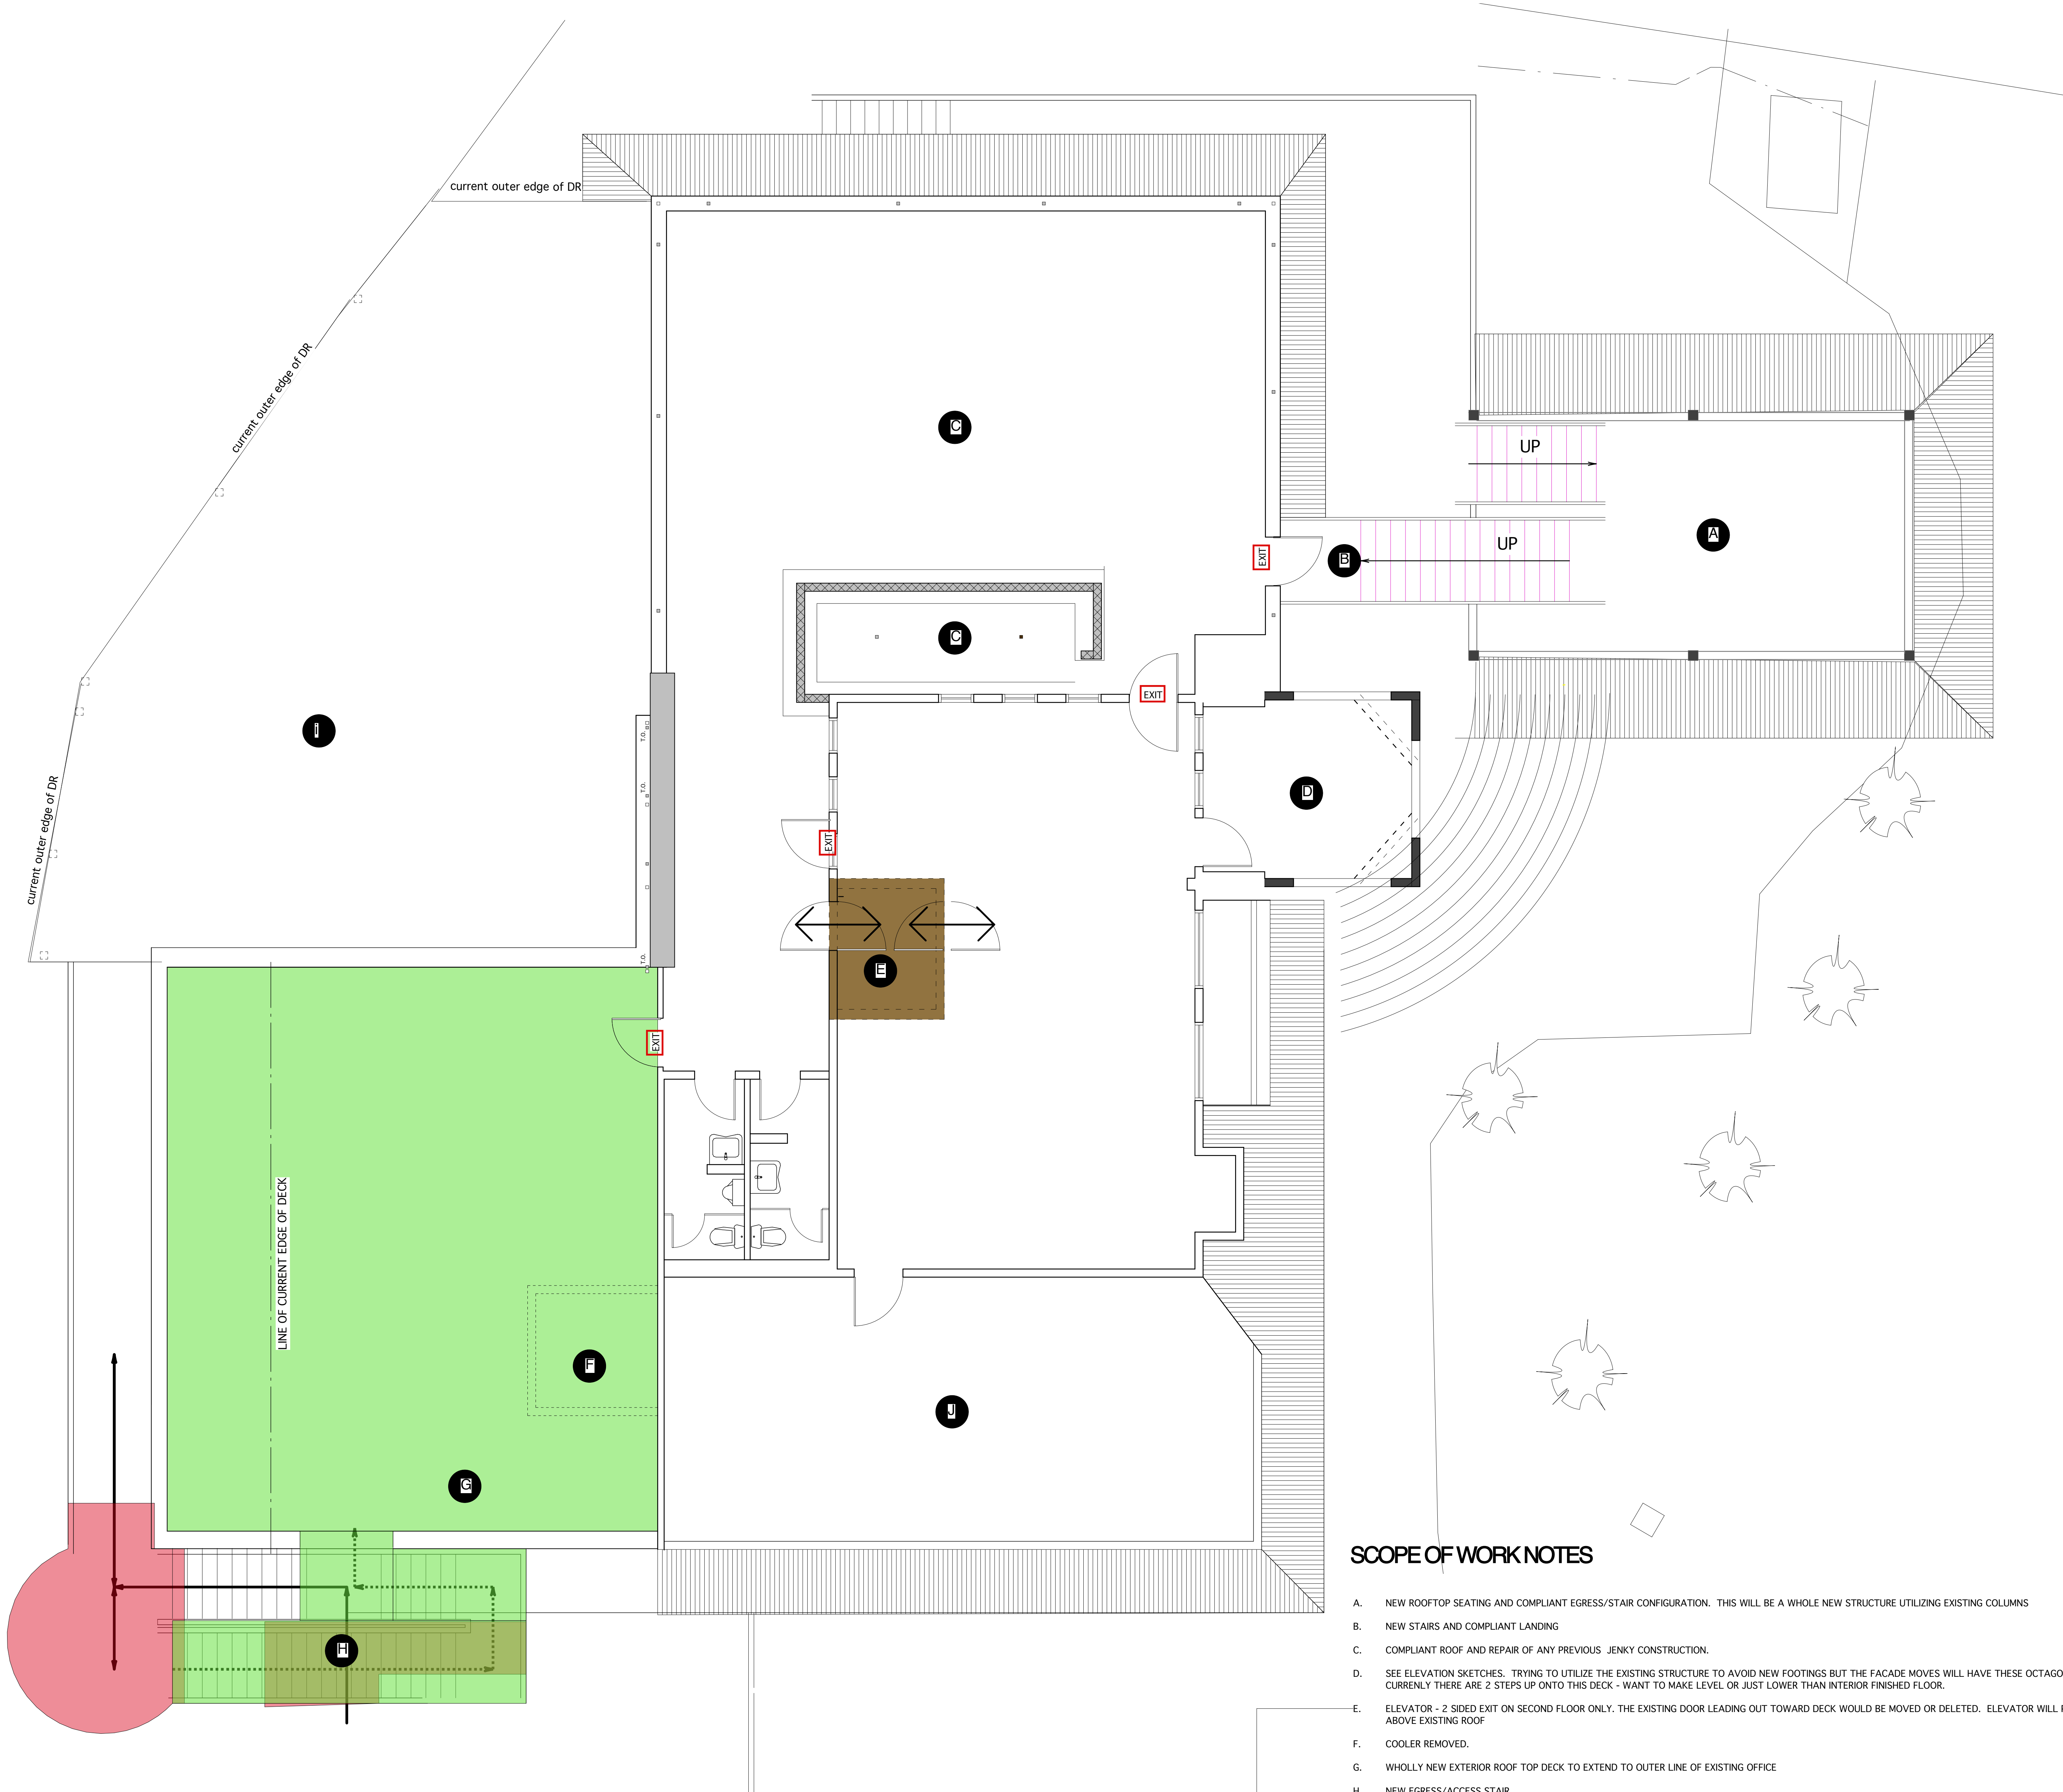 current outer edge of DR
current outer edge of DR
UP
C
A
EXIT
B
UP
C
EXIT
i
T.O.
D
T.O.
current outer edge of DR
EXIT
T.O.
E
EXIT
LINE OF CURRENT EDGE OF DECK
F
J
G
H
SCOPE OF WORK NOTES
A. NEW ROOFTOP SEATING AND COMPLIANT EGRESS/STAIR CONFIGURATION. THIS WILL BE A WHOLE NEW STRUCTURE UTILIZING EXISTING COLUMNS
B. NEW STAIRS AND COMPLIANT LANDING
C. COMPLIANT ROOF AND REPAIR OF ANY PREVIOUS JENKY CONSTRUCTION.
D. SEE ELEVATION SKETCHES. TRYING TO UTILIZE THE EXISTING STRUCTURE TO AVOID NEW FOOTINGS BUT THE FACADE MOVES WILL HAVE THESE OCTAGO
CURRENLY THERE ARE 2 STEPS UP ONTO THIS DECK - WANT TO MAKE LEVEL OR JUST LOWER THAN INTERIOR FINISHED FLOOR.
E. ELEVATOR - 2 SIDED EXIT ON SECOND FLOOR ONLY. THE EXISTING DOOR LEADING OUT TOWARD DECK WOULD BE MOVED OR DELETED. ELEVATOR WILL
ABOVE EXISTING ROOF
F. COOLER REMOVED.
G. WHOLLY NEW EXTERIOR ROOF TOP DECK TO EXTEND TO OUTER LINE OF EXISTING OFFICE
H. NEW EGRESS/ACCESS STAIR